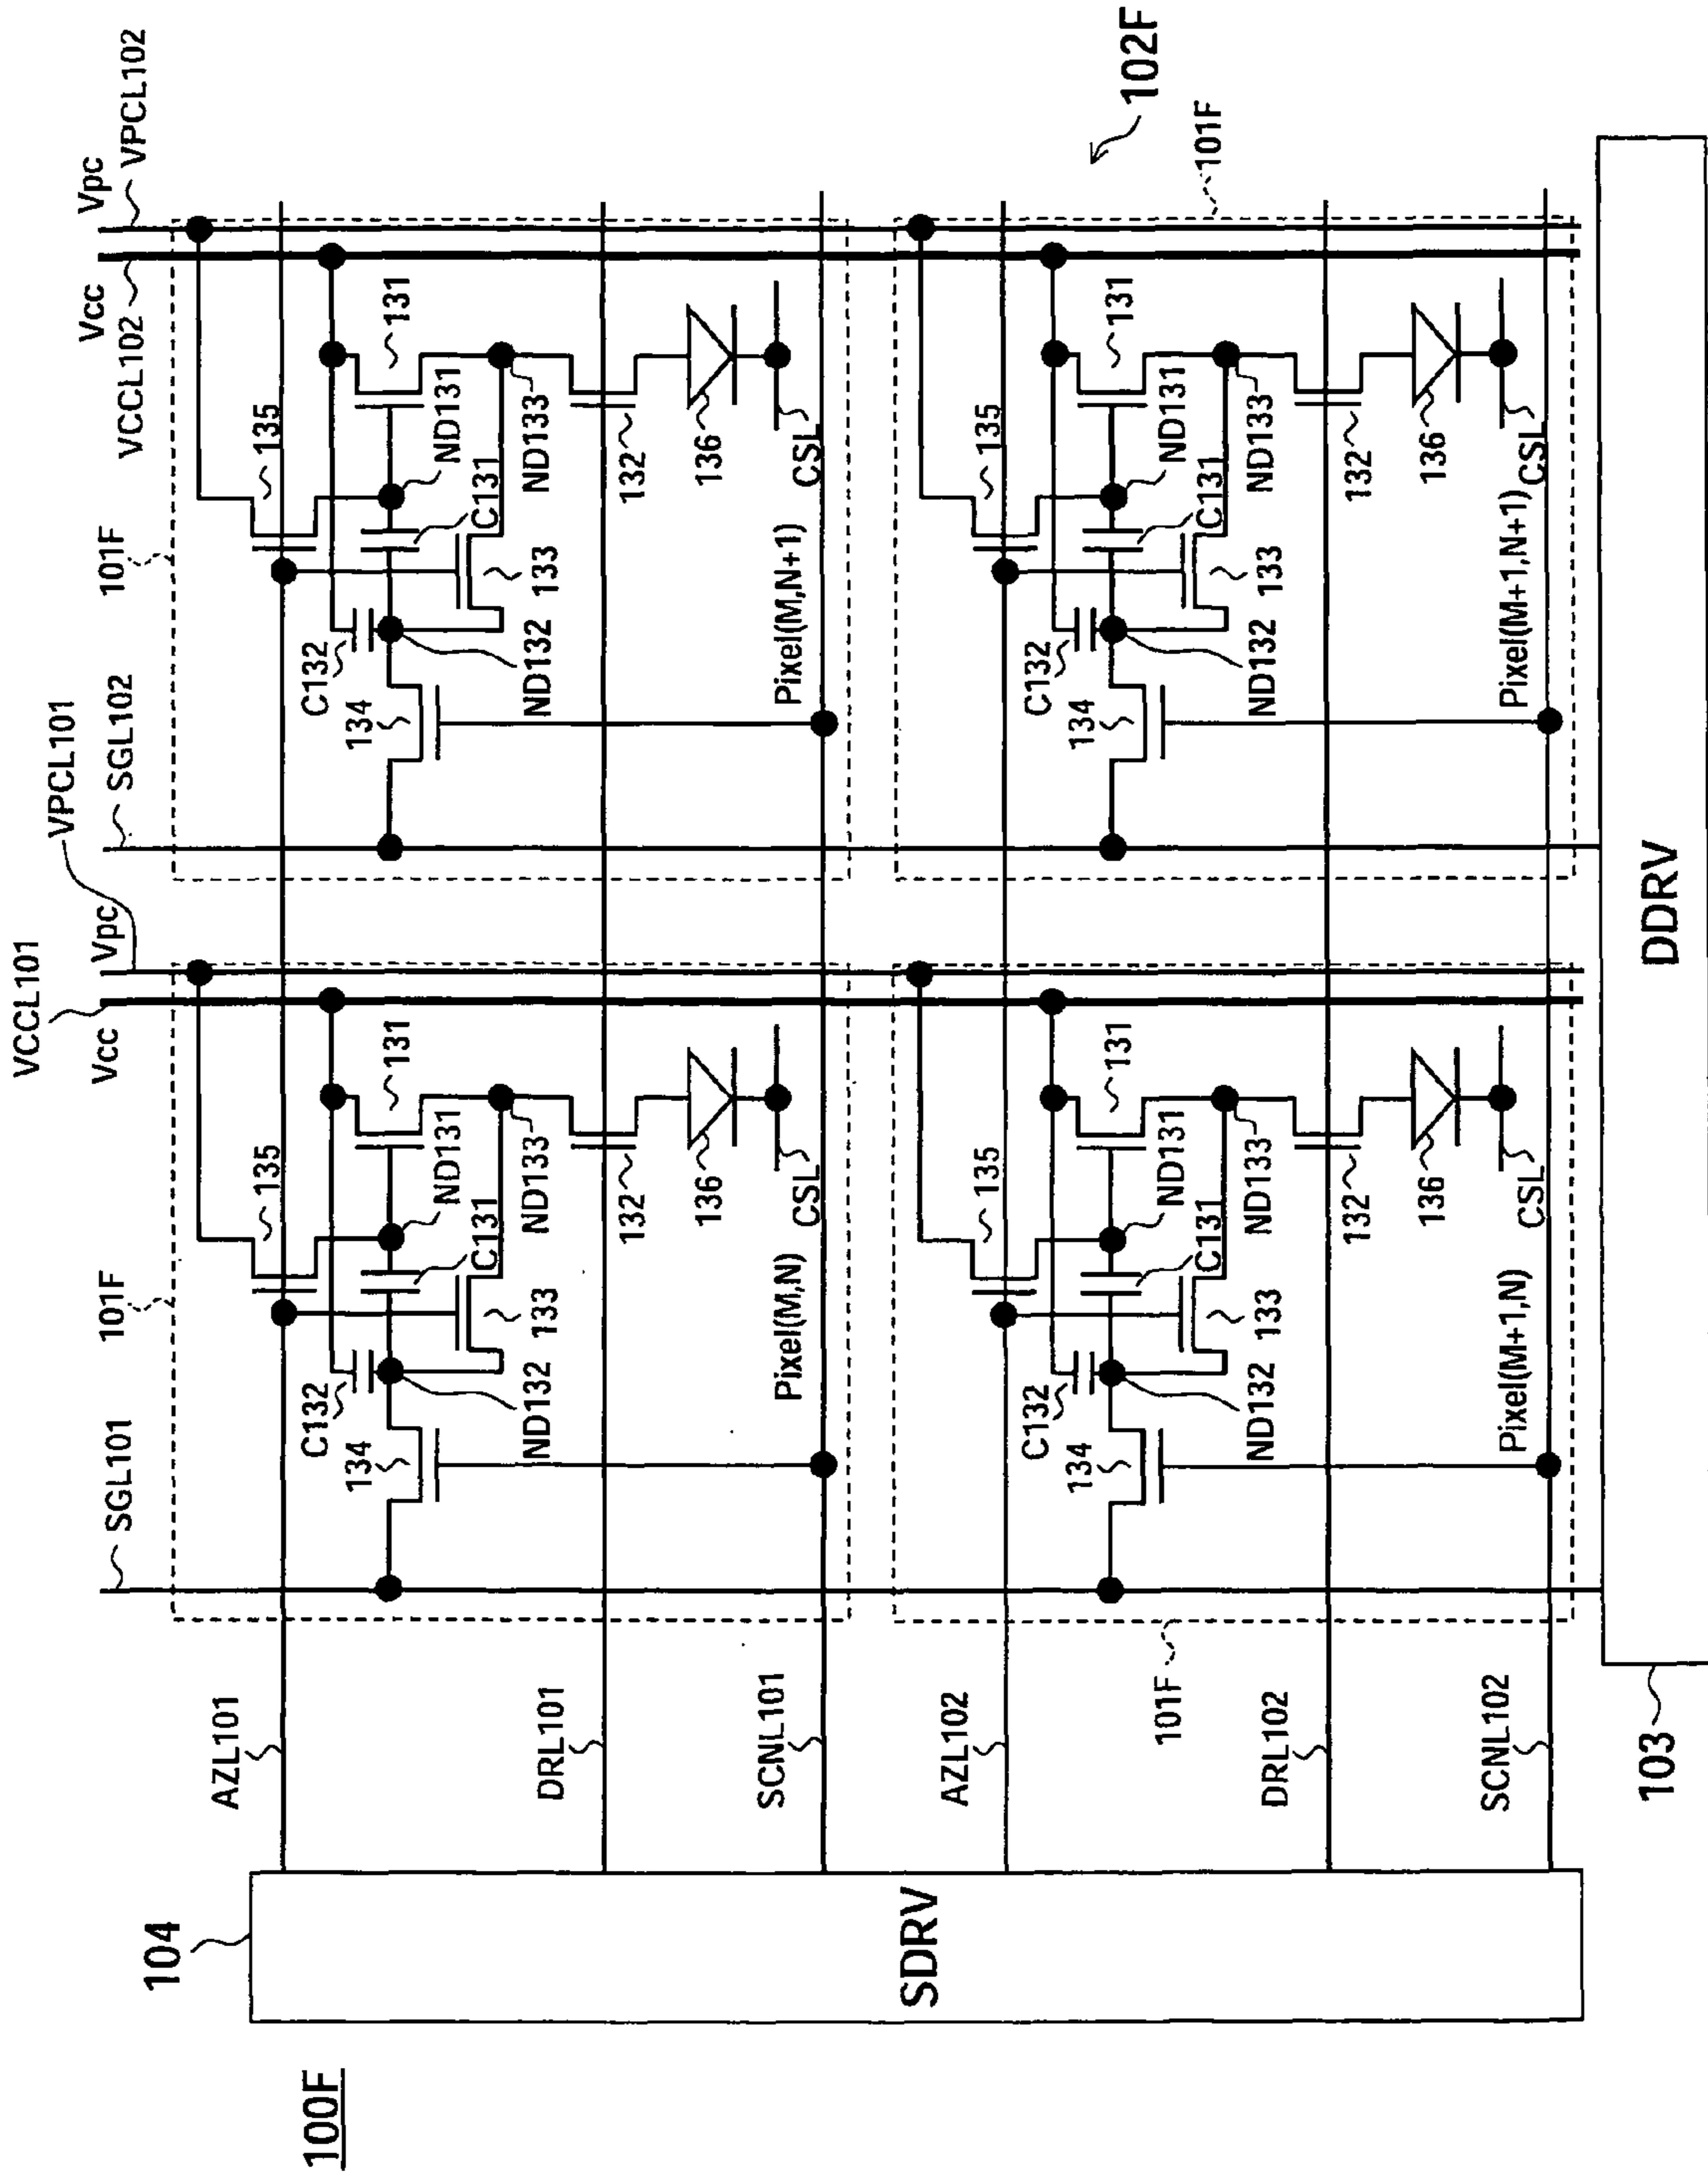 100F
104
SDRV
AZL101
DRL101
SCNL101
AZL102
DRL102
SCNL102
103
DDRV
102F
VCCL101
VPCL101
Vcc
Vpc
SGL101
101F
135
131
C132
134
ND131
C131
ND132
133
ND133
132
136
CSL
Pixel(M,N)
SGL102
101F
VCCL102
Vcc
Vpc
VPCL102
135
131
C132
134
ND131
C131
ND132
133
ND133
132
136
CSL
Pixel(M,N+1)
101F
135
131
C132
134
ND131
C131
ND132
133
ND133
132
136
CSL
Pixel(M+1,N)
101F
135
131
C132
134
ND131
C131
ND132
133
ND133
132
136
CSL
Pixel(M+1,N+1)